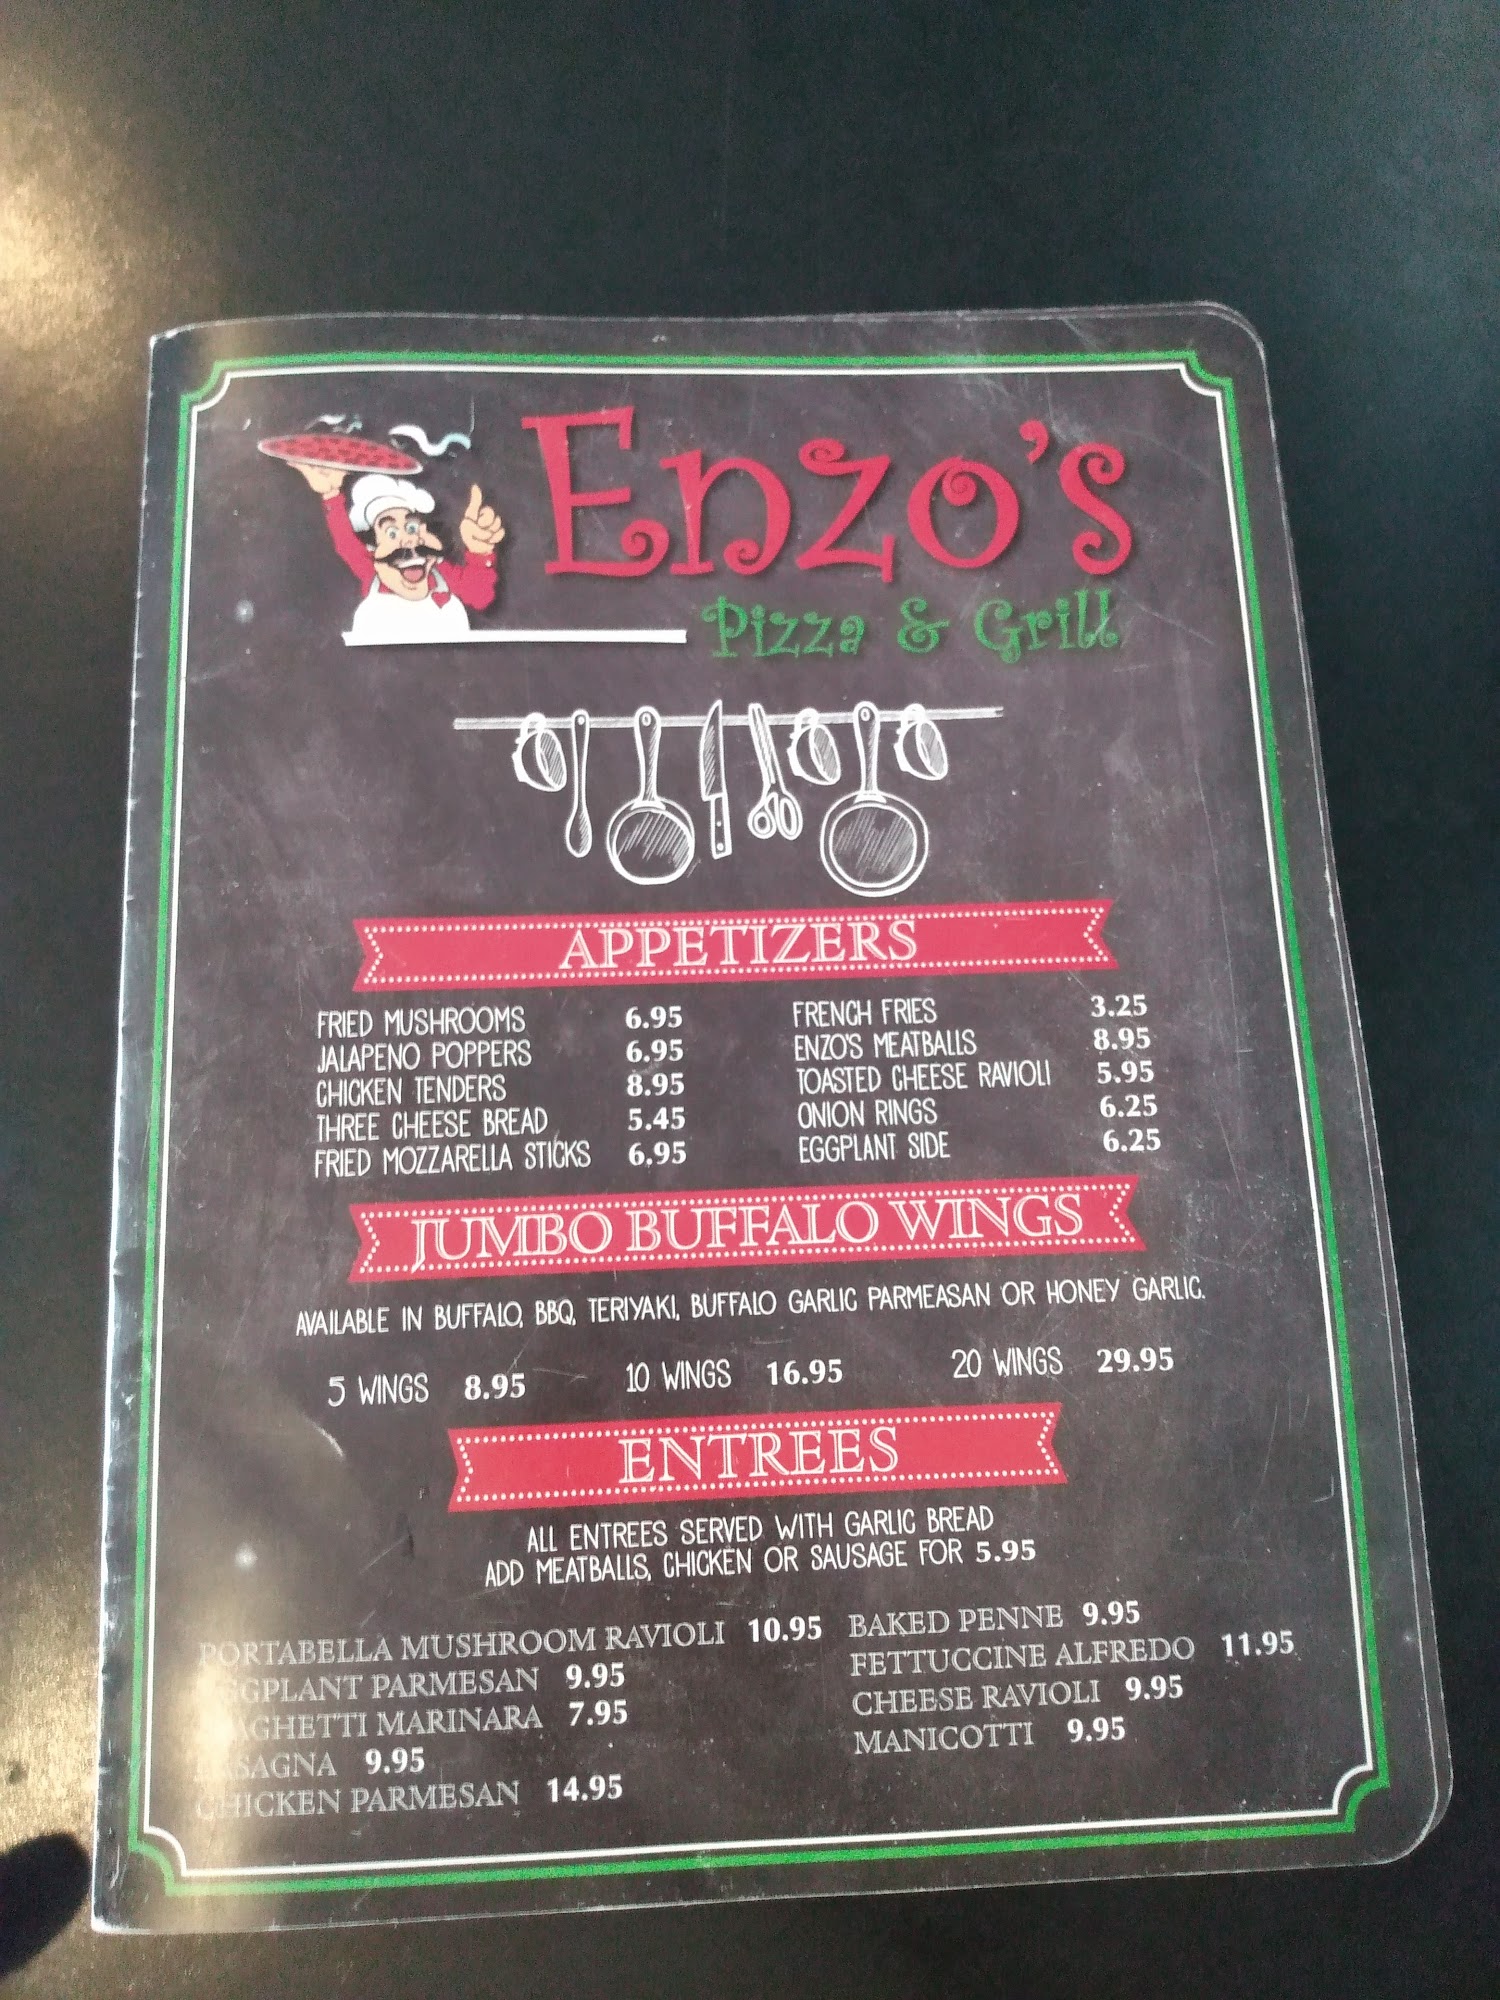 Enzo's
Pizza & Grill
APPETIZERS
FRIED MUSHROOMS 6.95
JALAPENO POPPERS 6.95
CHICKEN TENDERS 8.95
THREE CHEESE BREAD 5.45
FRIED MOZZARELLA STICKS 6.95
FRENCH FRIES 3.25
ENZO'S MEATBALLS 8.95
TOASTED CHEESE RAVIOLI 5.95
ONION RINGS 6.25
EGGPLANT SIDE 6.25
JUMBO BUFFALO WINGS
AVAILABLE IN BUFFALO, BBQ, TERIYAKI, BUFFALO GARLIC PARMEASAN OR HONEY GARLIC.
5 WINGS 8.95 10 WINGS 16.95 20 WINGS 29.95
ENTREES
ALL ENTREES SERVED WITH GARLIC BREAD
ADD MEATBALLS, CHICKEN OR SAUSAGE FOR 5.95
PORTABELLA MUSHROOM RAVIOLI 10.95
EGGPLANT PARMESAN 9.95
SPAGHETTI MARINARA 7.95
LASAGNA 9.95
CHICKEN PARMESAN 14.95
BAKED PENNE 9.95
FETTUCCINE ALFREDO 11.95
CHEESE RAVIOLI 9.95
MANICOTTI 9.95